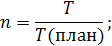 n = T / T(план) ;